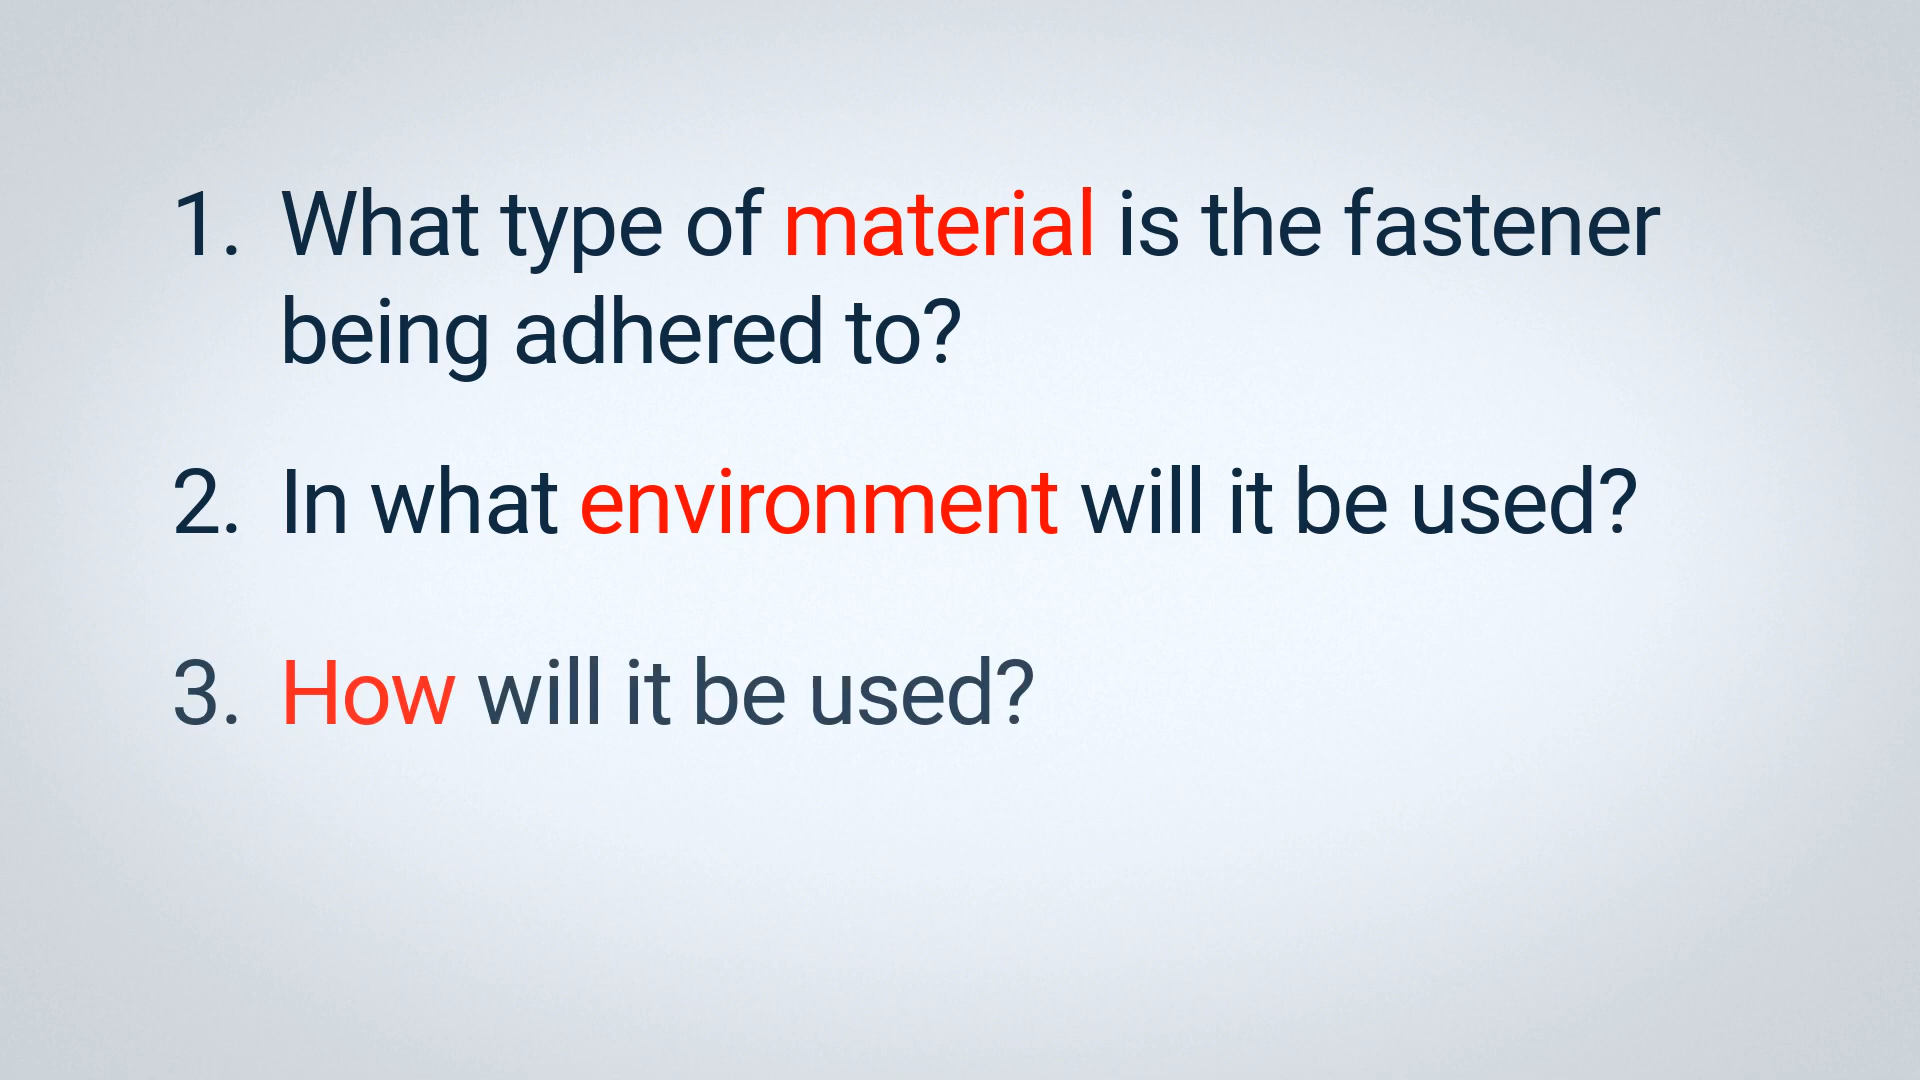 1. What type of material is the fastener
being adhered to?
2. In what environment will it be used?
3. How will it be used?